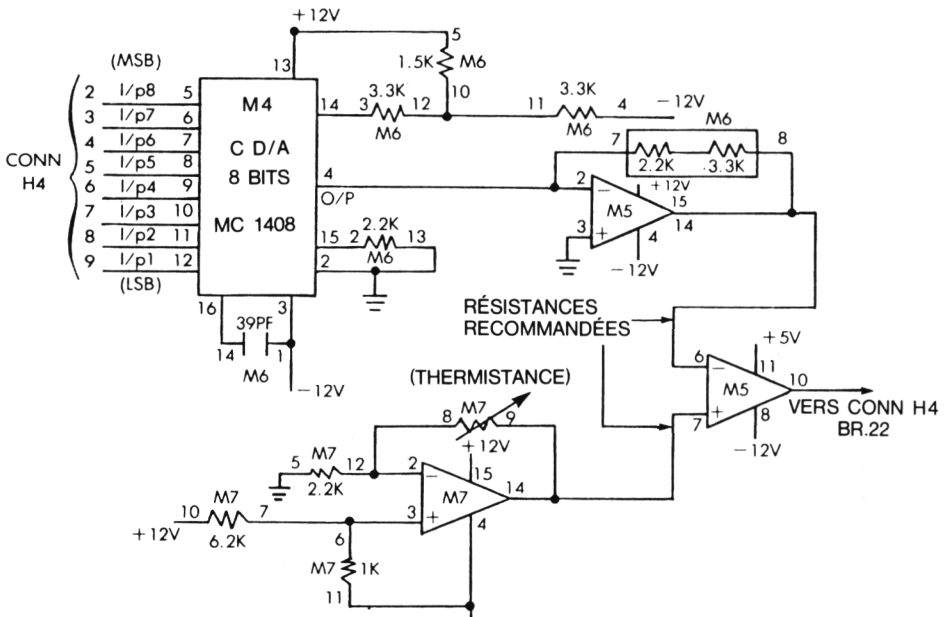 +12V
5
1.5K
M6
10
13
(MSB)
M4
C D/A
8 BITS
MC 1408
CONN
H4
2 I/p8 5
3 I/p7 6
4 I/p6 7
5 I/p5 8
6 I/p4 9
7 I/p3 10
8 I/p2 11
9 I/p1 12
(LSB)
14
3.3K
3 12
M6
3.3K
11 4
M6
−12V
M6
7 8
2.2K 3.3K
4
O/P
2
+12V
15
M5
14
3
4
−12V
15
2.2K
2 13
M6
2
16 3
39PF
14 1
M6
−12V
RÉSISTANCES
RECOMMANDÉES
+5V
6
11
M5
10
7
8
−12V
VERS CONN H4
BR.22
(THERMISTANCE)
M7
8 9
+12V
M7
5 12
2.2K
2
15
M7
14
3
4
M7
10 7
+12V
6.2K
6
M7 1K
11